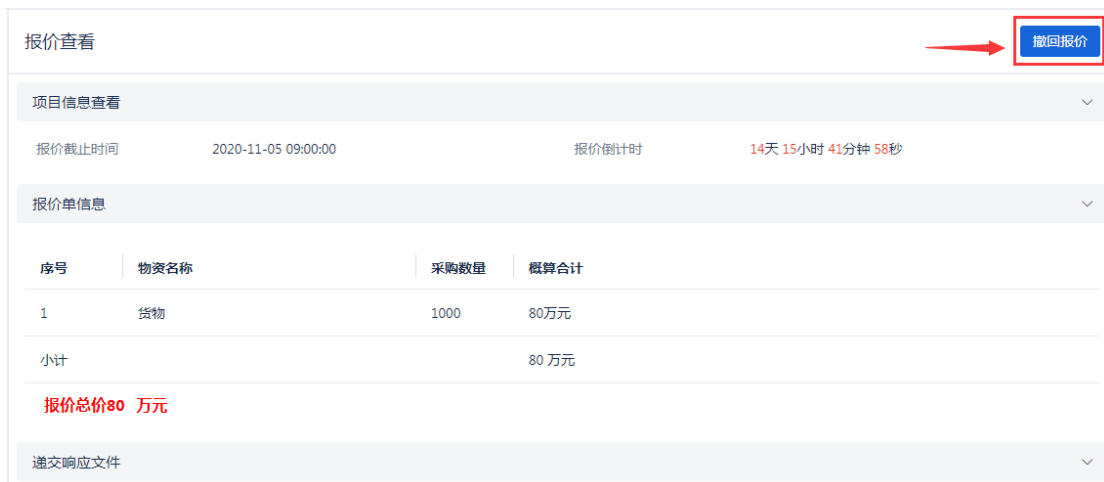 报价查看
撤回报价
项目信息查看
报价截止时间 2020-11-05 09:00:00 报价倒计时 14天 15小时 41分钟 58秒
报价单信息
序号 物资名称 采购数量 概算合计
1 货物 1000 80万元
小计 80 万元
报价总价80 万元
递交响应文件